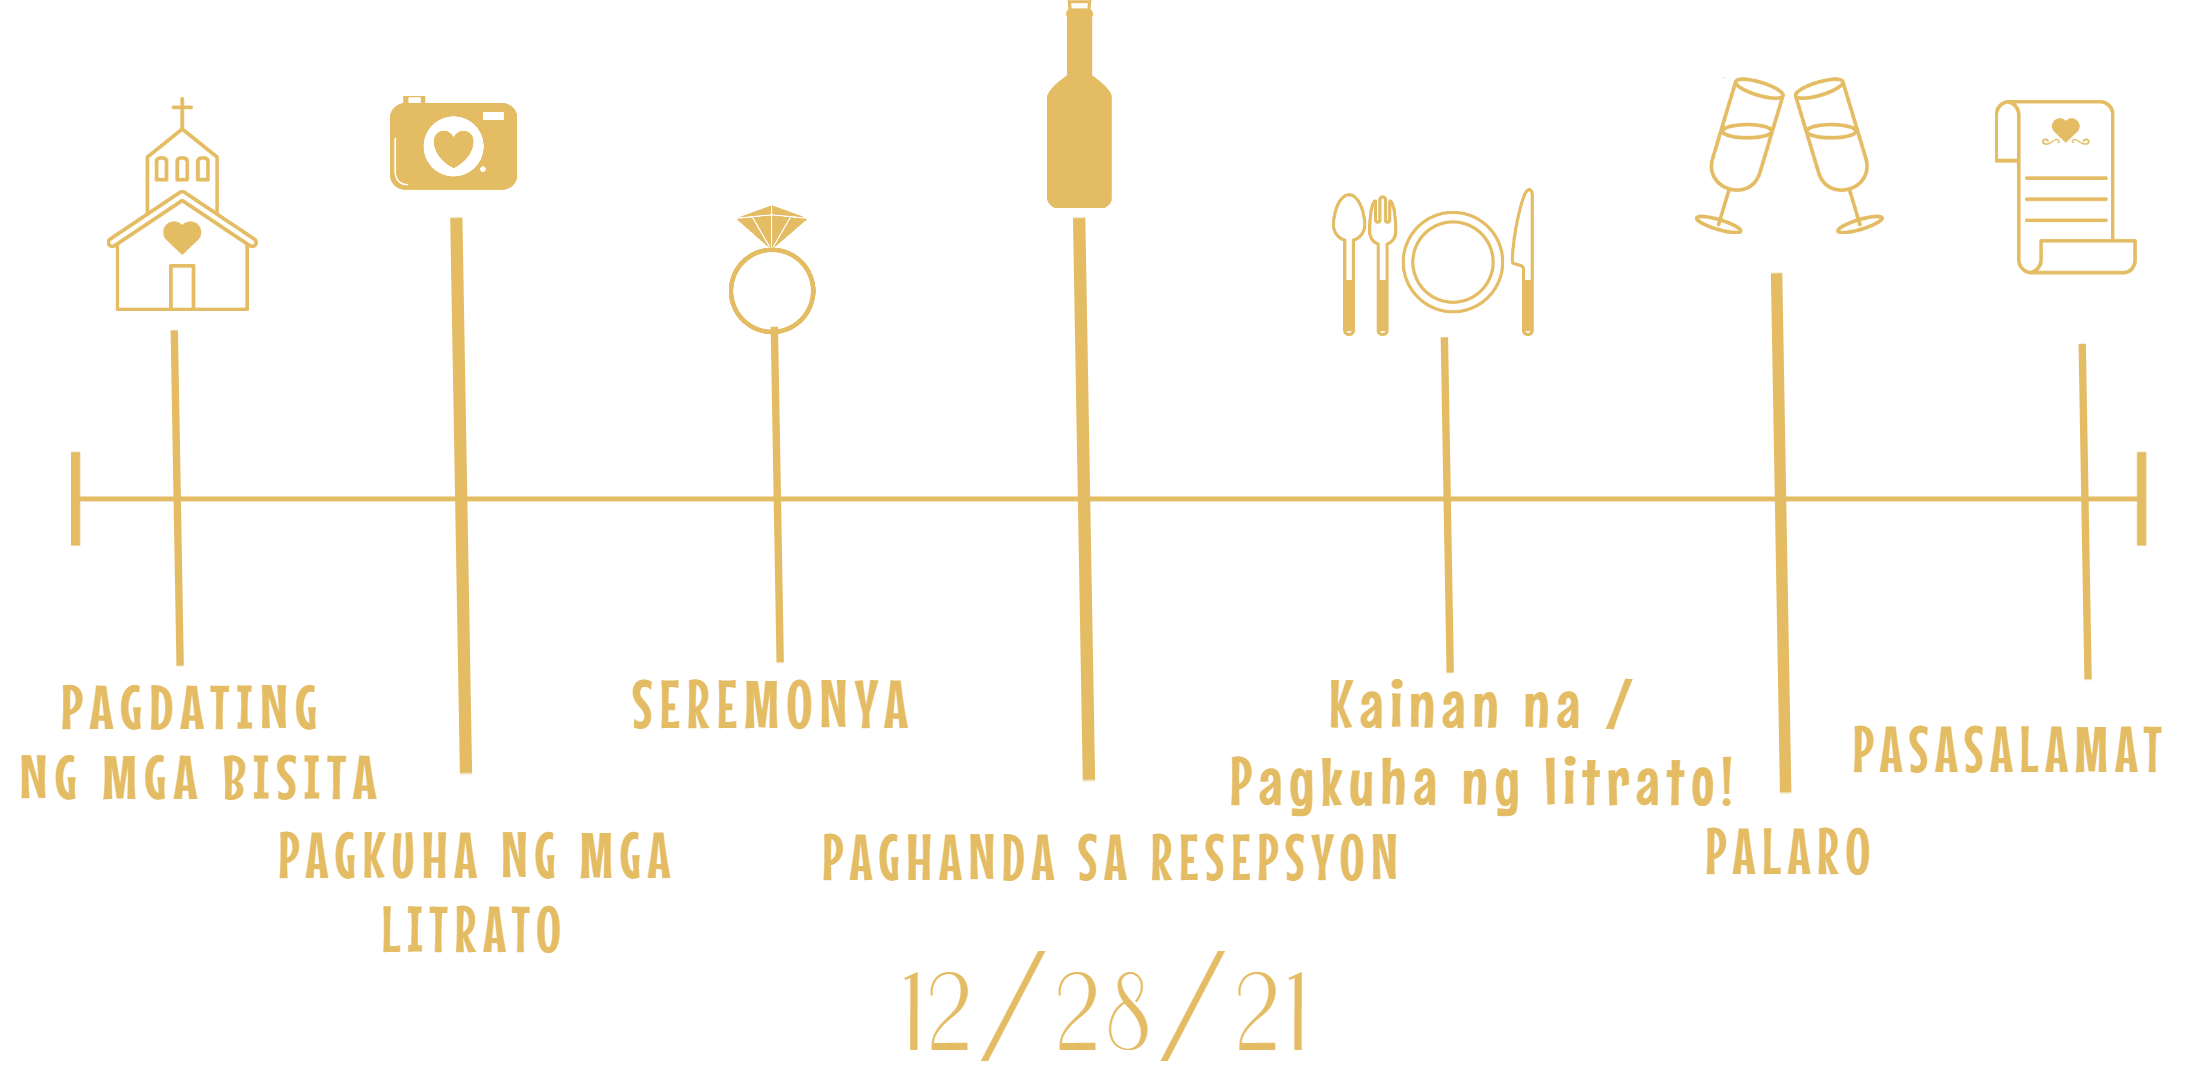 PAGDATING
NG MGA BISITA
PAGKUHA NG MGA
LITRATO
SEREMONYA
PAGHANDA SA RESEPSYON
Kainan na /
Pagkuha ng litrato!
PALARO
PASASALAMAT
12/28/21